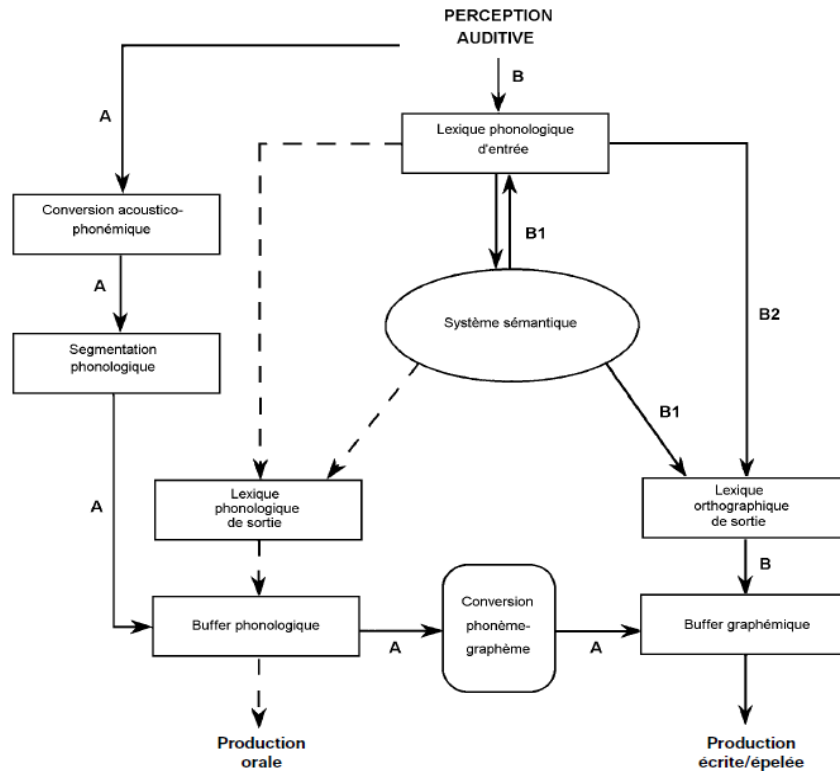 PERCEPTION
AUDITIVE
B
A
Lexique phonologique
d'entrée
Conversion acoustico-
phonémique
B1
A
Système sémantique
B2
Segmentation
phonologique
B1
A
Lexique
phonologique
de sortie
Lexique
orthographique
de sortie
B
Buffer phonologique
A
Conversion
phonème-
graphème
A
Buffer graphémique
Production
orale
Production
écrite/épelée